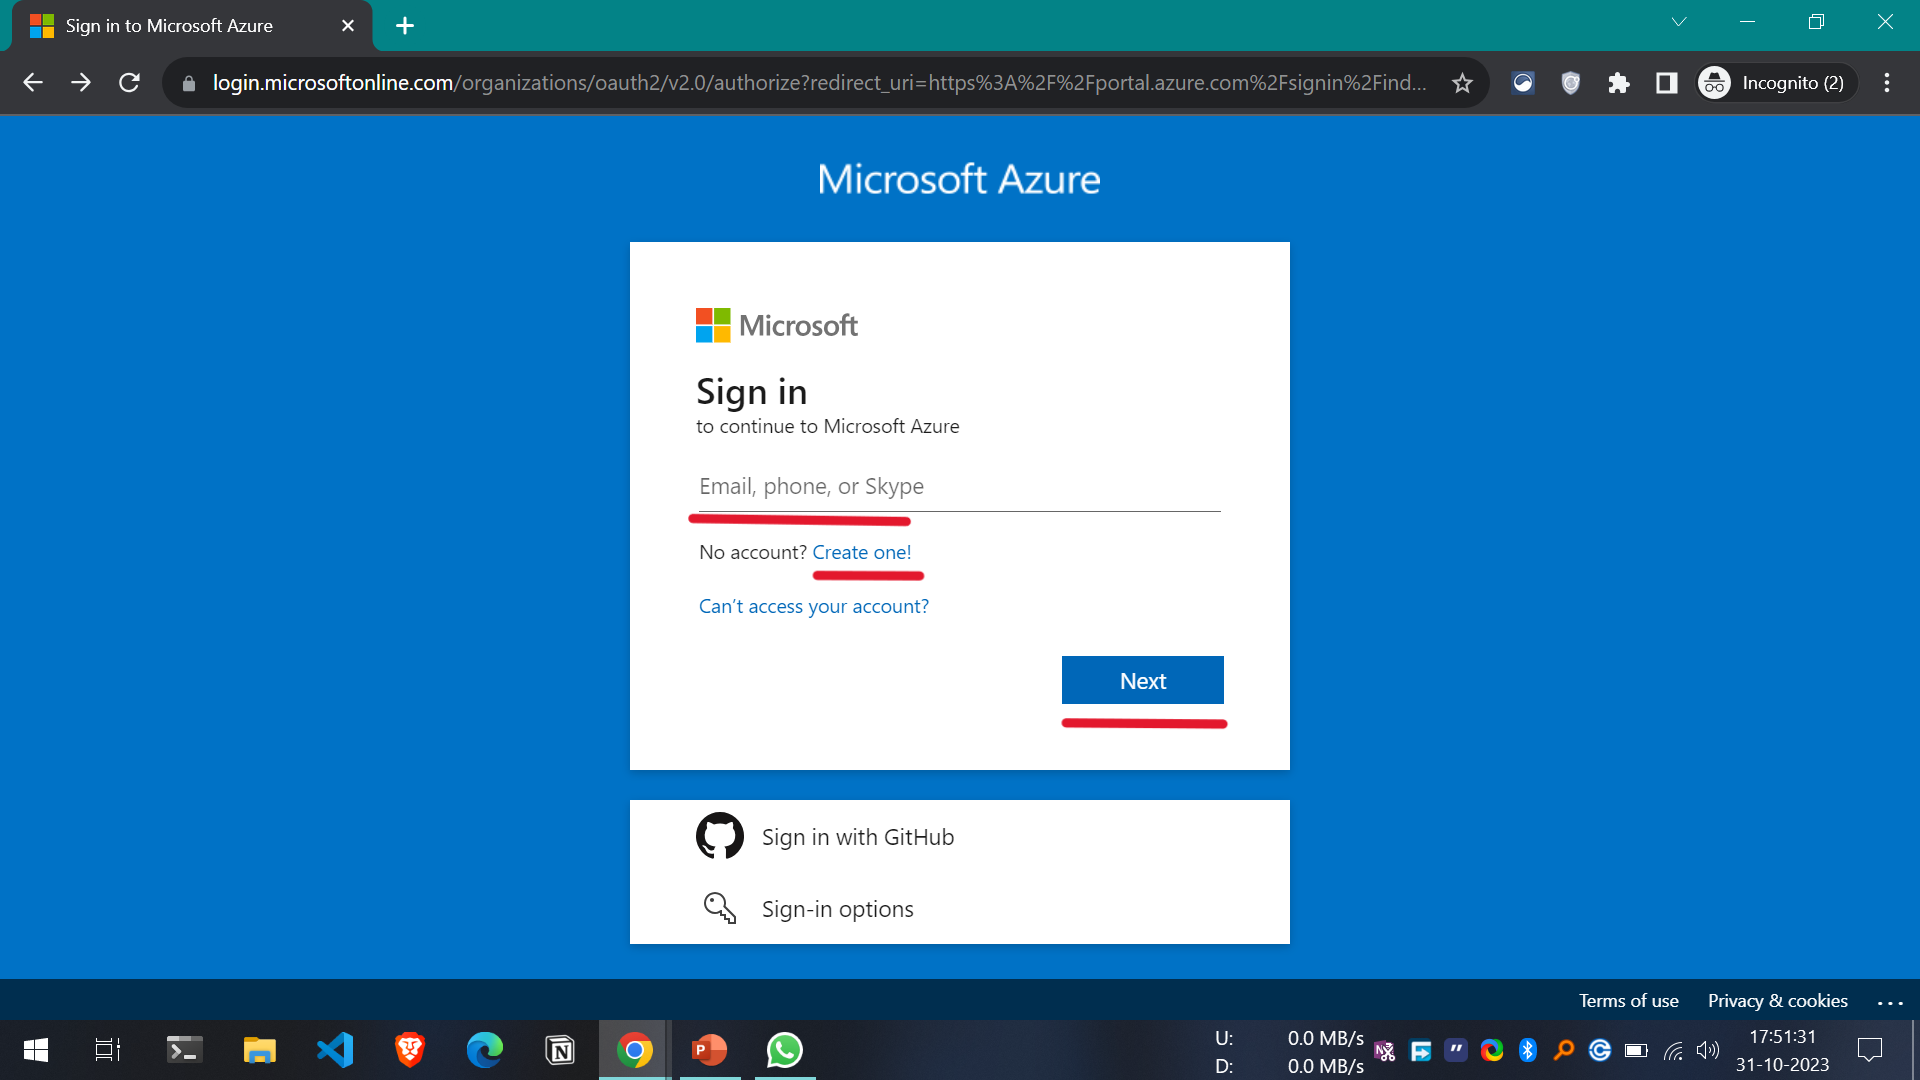 Sign in to Microsoft Azure
login.microsoftonline.com/organizations/oauth2/v2.0/authorize?redirect_uri=https%3A%2F%2Fportal.azure.com%2Fsignin%2Find...
Incognito (2)
Microsoft Azure
Microsoft
Sign in
to continue to Microsoft Azure
Email, phone, or Skype
No account? Create one!
Can't access your account?
Next
Sign in with GitHub
Sign-in options
Terms of use Privacy & cookies ...
U: 0.0 MB/s
D: 0.0 MB/s
17:51:31
31-10-2023